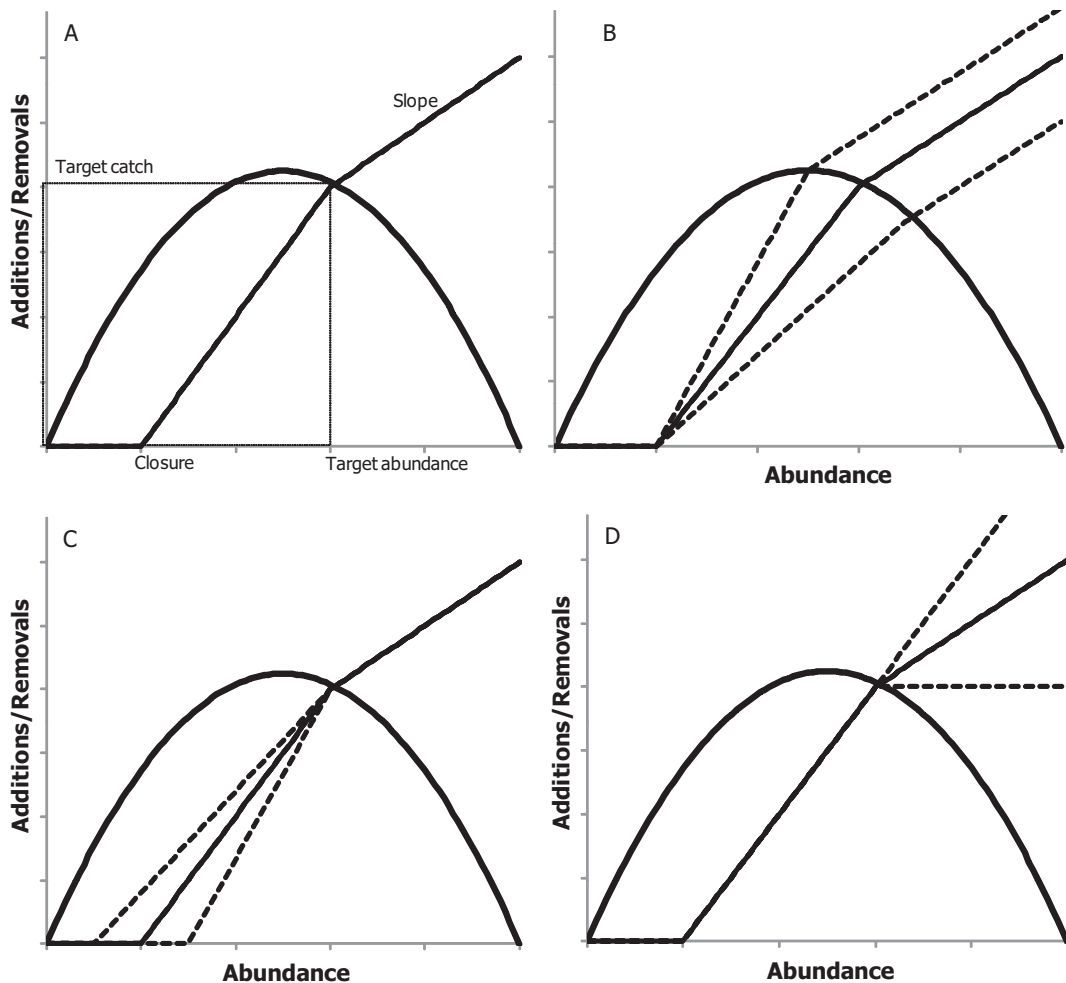 A
Additions/Removals
Slope
Target catch
Closure
Target abundance
B
Abundance
C
Additions/Removals
Abundance
D
Additions/Removals
Abundance